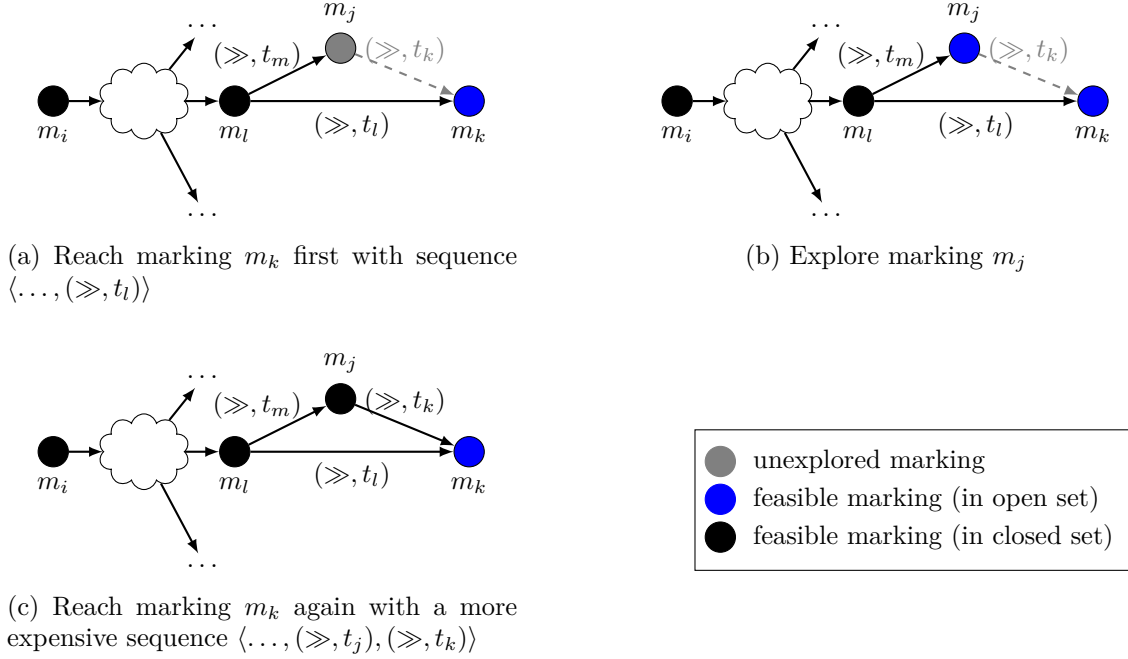 . . .
m_j
(≫, t_m)
(≫, t_k)
m_i
m_l
(≫, t_l)
m_k
. . .
(a) Reach marking m_k first with sequence
⟨. . . , (≫, t_l)⟩
. . .
m_j
(≫, t_m)
(≫, t_k)
m_i
m_l
(≫, t_l)
m_k
. . .
(b) Explore marking m_j
. . .
m_j
(≫, t_m)
(≫, t_k)
m_i
m_l
(≫, t_l)
m_k
. . .
(c) Reach marking m_k again with a more
expensive sequence ⟨. . . , (≫, t_j), (≫, t_k)⟩
unexplored marking
feasible marking (in open set)
feasible marking (in closed set)